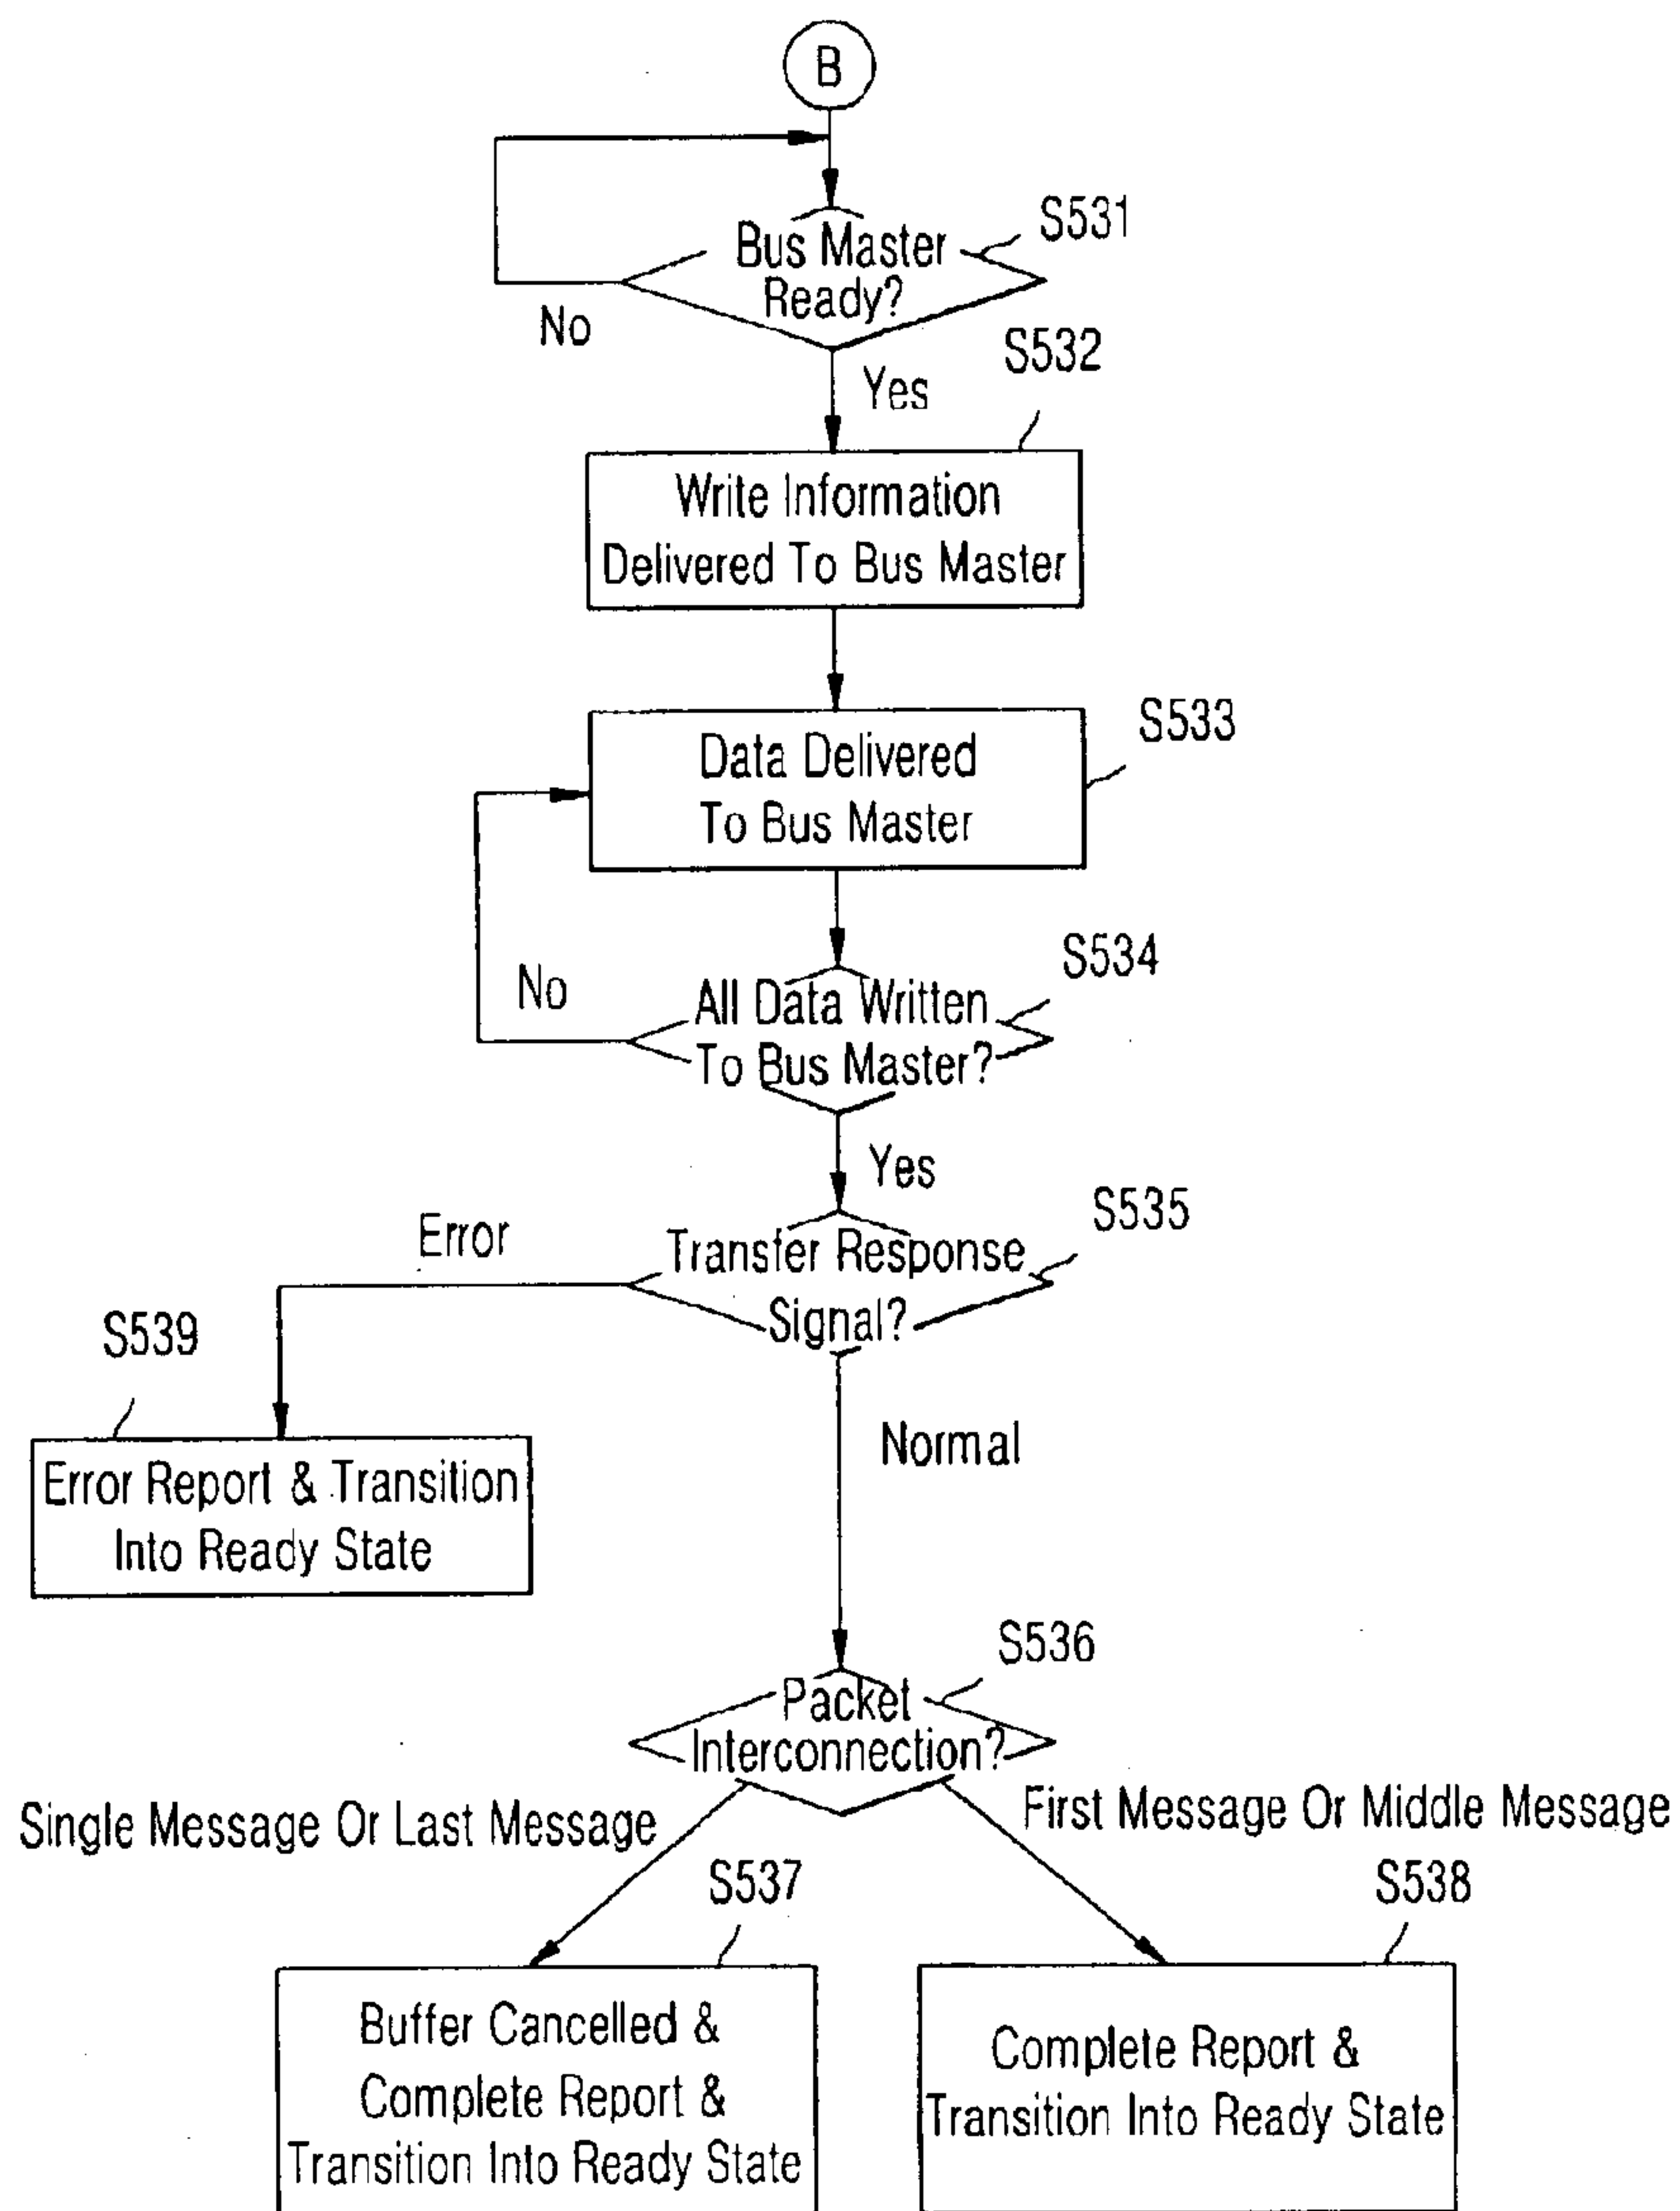 B
S531
Bus Master
Ready?
No
S532
Yes
Write Information
Delivered To Bus Master
S533
Data Delivered
To Bus Master
S534
No
All Data Written
To Bus Master?
Yes
S535
Error
Transfer Response
Signal?
S539
Normal
Error Report & Transition
Into Ready State
S536
Packet
Interconnection?
Single Message Or Last Message
First Message Or Middle Message
S537
S538
Buffer Cancelled &
Complete Report &
Transition Into Ready State
Complete Report &
Transition Into Ready State